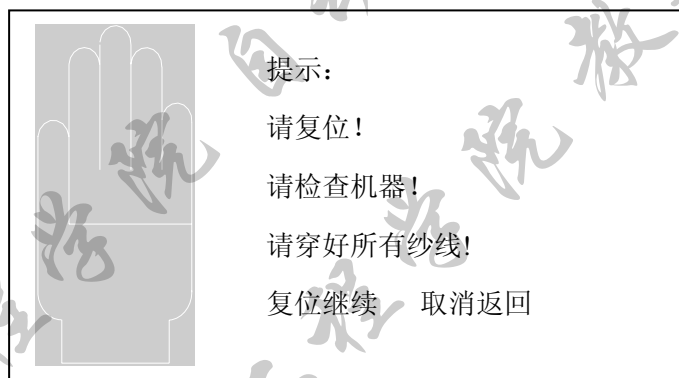 提示：
请复位！
请检查机器！
请穿好所有纱线!
复位继续 取消返回